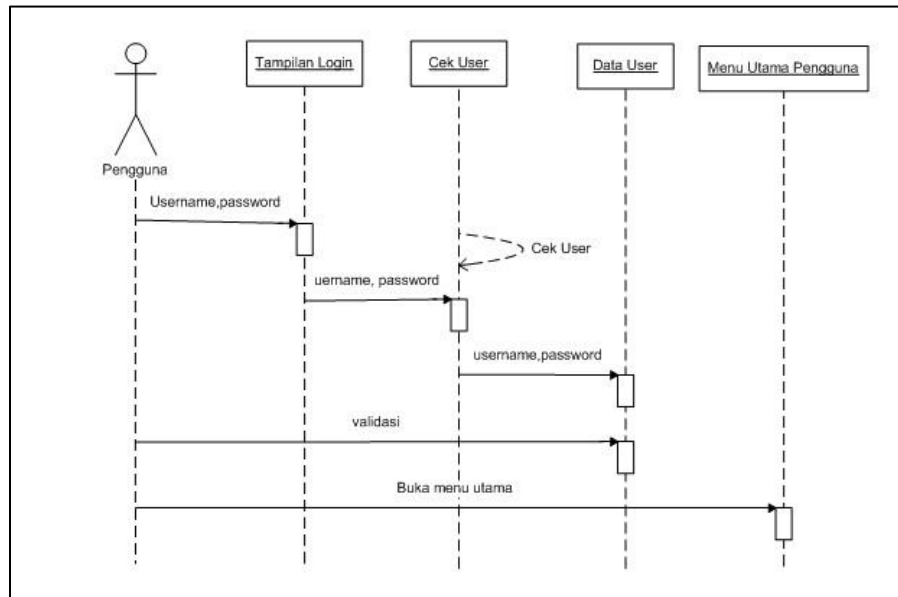 Tampilan Login
Cek User
Data User
Menu Utama Pengguna
Pengguna
Username,password
Cek User
uername, password
username,password
validasi
Buka menu utama